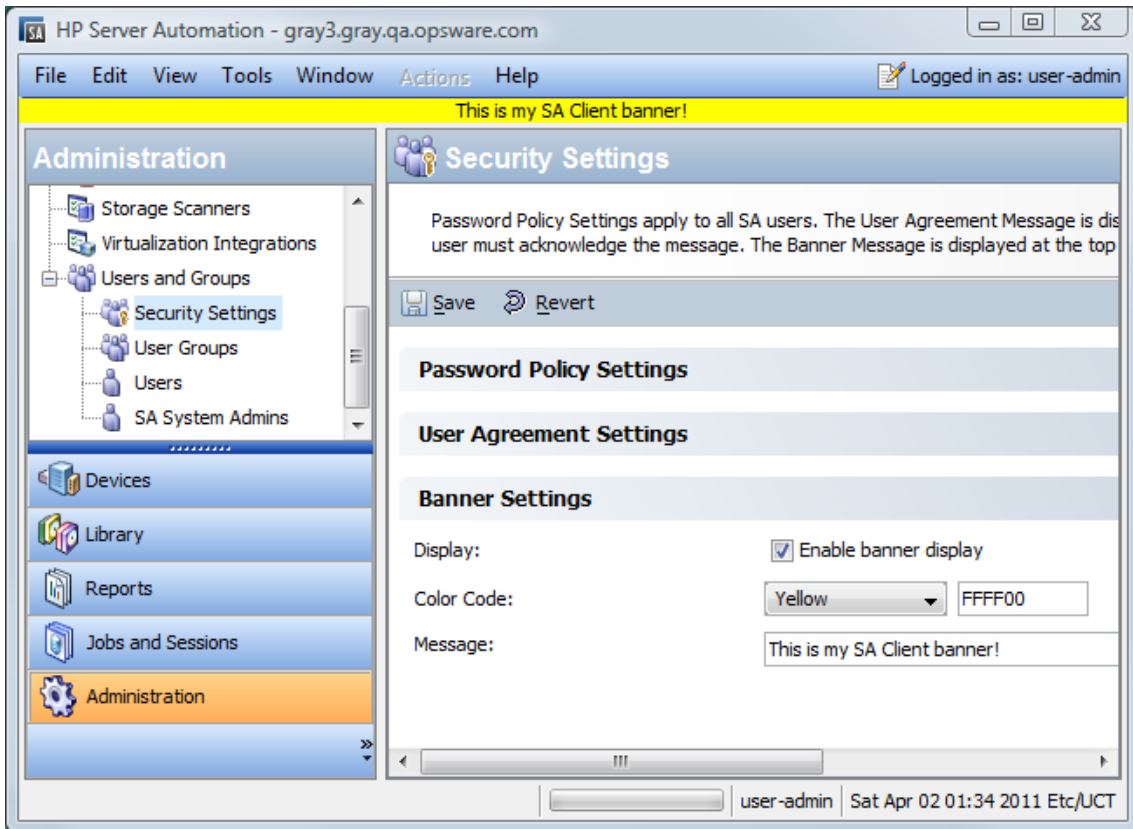 SA HP Server Automation - gray3.gray.qa.opsware.com
File Edit View Tools Window Actions Help Logged in as: user-admin
This is my SA Client banner!
Administration
Storage Scanners
Virtualization Integrations
Users and Groups
Security Settings
User Groups
Users
SA System Admins
Devices
Library
Reports
Jobs and Sessions
Administration
Security Settings
Password Policy Settings apply to all SA users. The User Agreement Message is dis
user must acknowledge the message. The Banner Message is displayed at the top
Save Revert
Password Policy Settings
User Agreement Settings
Banner Settings
Display: Enable banner display
Color Code: Yellow FFFF00
Message: This is my SA Client banner!
user-admin Sat Apr 02 01:34 2011 Etc/UCT